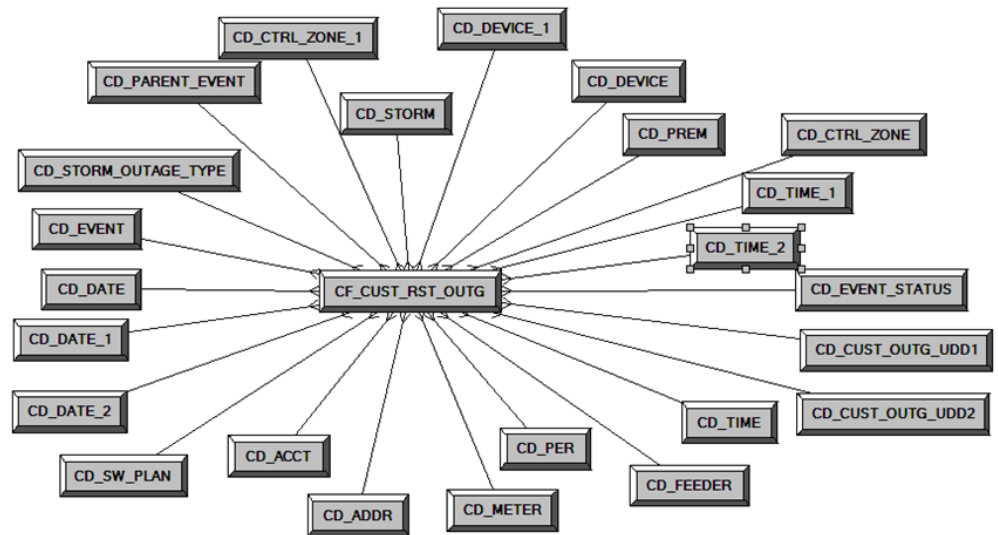 CD_DEVICE_1
CD_CTRL_ZONE_1
CD_PARENT_EVENT
CD_DEVICE
CD_STORM
CD_PREM
CD_CTRL_ZONE
CD_STORM_OUTAGE_TYPE
CD_TIME_1
CD_EVENT
CD_TIME_2
CD_DATE
CF_CUST_RST_OUTG
CD_EVENT_STATUS
CD_DATE_1
CD_CUST_OUTG_UDD1
CD_DATE_2
CD_TIME
CD_CUST_OUTG_UDD2
CD_ACCT
CD_PER
CD_SW_PLAN
CD_FEEDER
CD_ADDR
CD_METER